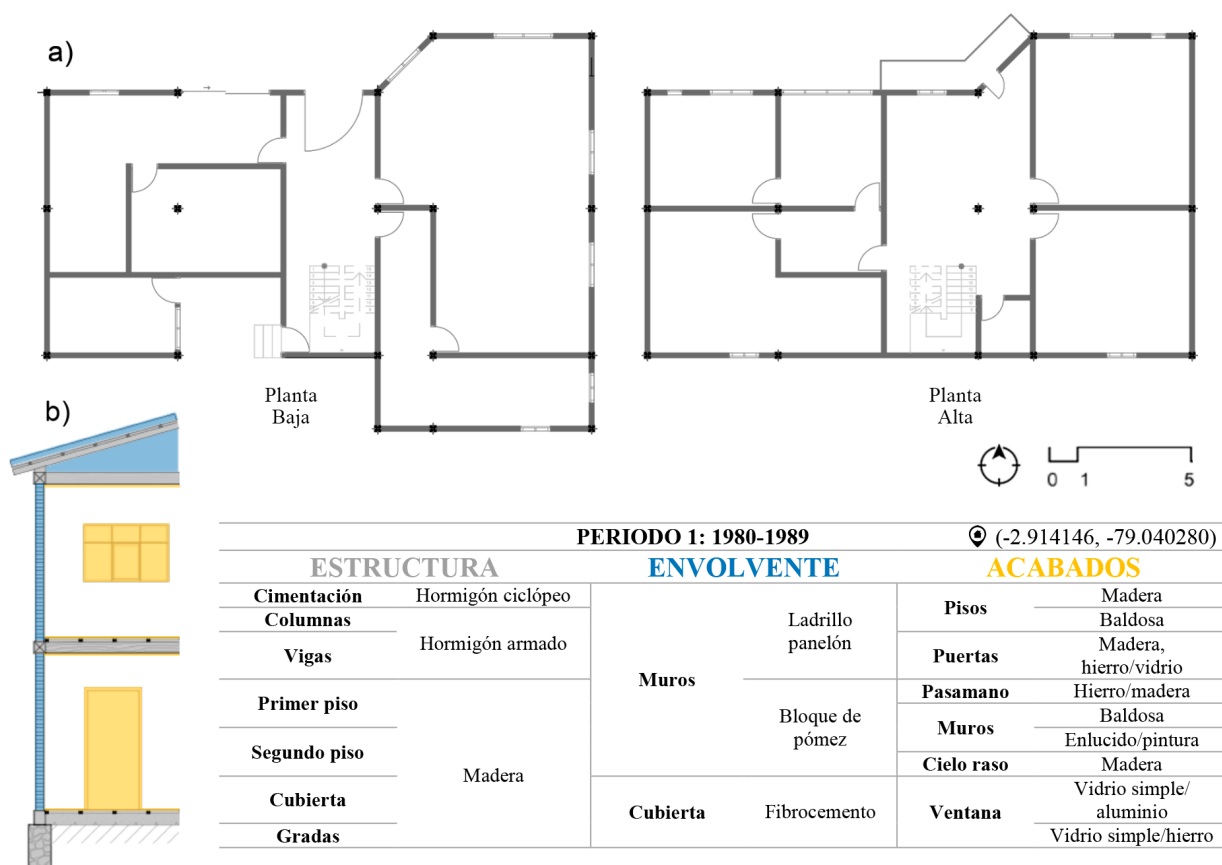 a)
Planta
Baja
Planta
Alta
b)
0 1 5
PERIODO 1: 1980-1989
(-2.914146, -79.040280)
ESTRUCTURA
ENVOLVENTE
ACABADOS
Cimentación
Hormigón ciclópeo
Columnas
Vigas
Hormigón armado
Primer piso
Segundo piso
Cubierta
Gradas
Madera
Muros
Ladrillo
panelón
Bloque de
pómez
Cubierta
Fibrocemento
Pisos
Madera
Baldosa
Puertas
Madera,
hierro/vidrio
Pasamano
Hierro/madera
Muros
Baldosa
Enlucido/pintura
Cielo raso
Madera
Ventana
Vidrio simple/
aluminio
Vidrio simple/hierro